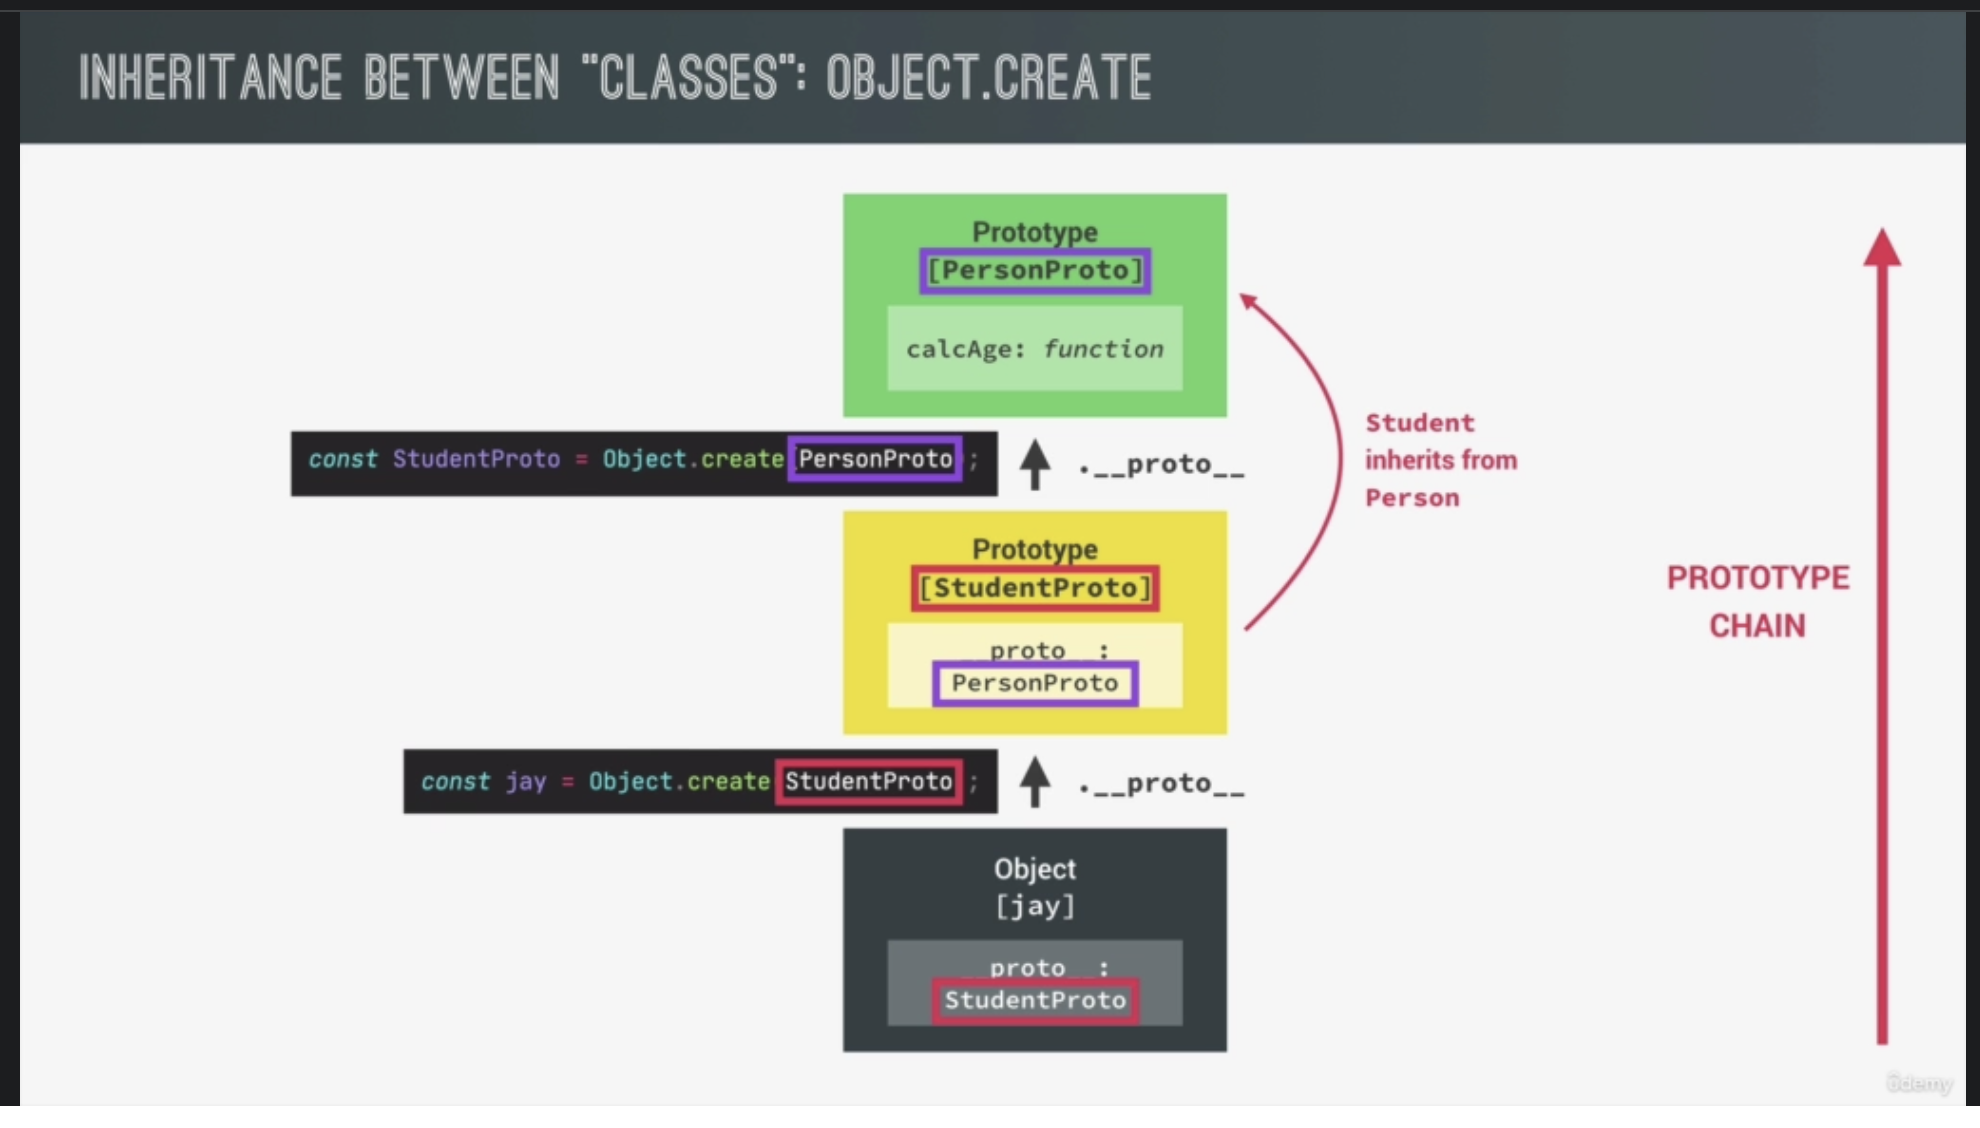 INHERITANCE BETWEEN "CLASSES": OBJECT.CREATE
Prototype
[PersonProto]
calcAge: function
const StudentProto = Object.create PersonProto ;
.__proto__
Student
inherits from
Person
Prototype
[StudentProto]
__proto__:
PersonProto
PROTOTYPE
CHAIN
const jay = Object.create StudentProto ;
.__proto__
Object
[jay]
__proto__:
StudentProto
ûdemy